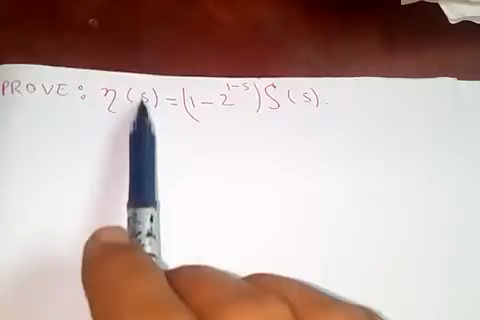 PROVE: η(s) = (1 - 2^{1-s}) ζ(s).